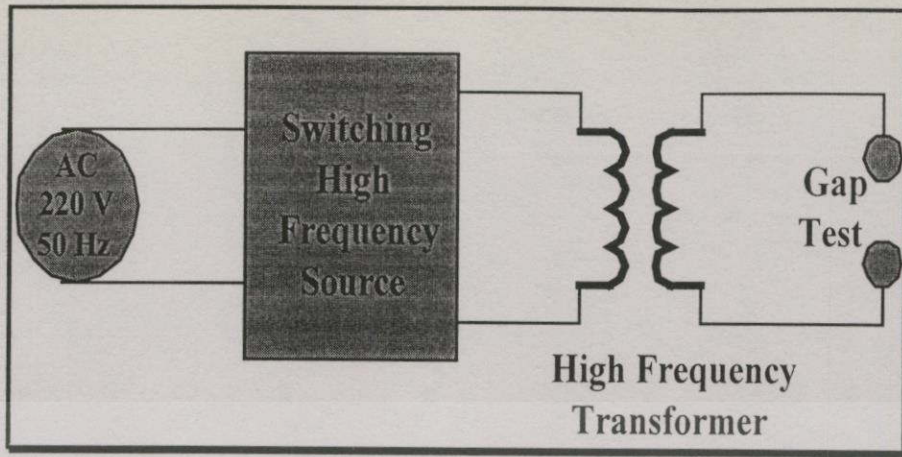 AC
220 V
50 Hz
Switching
High
Frequency
Source
Gap
Test
High Frequency
Transformer